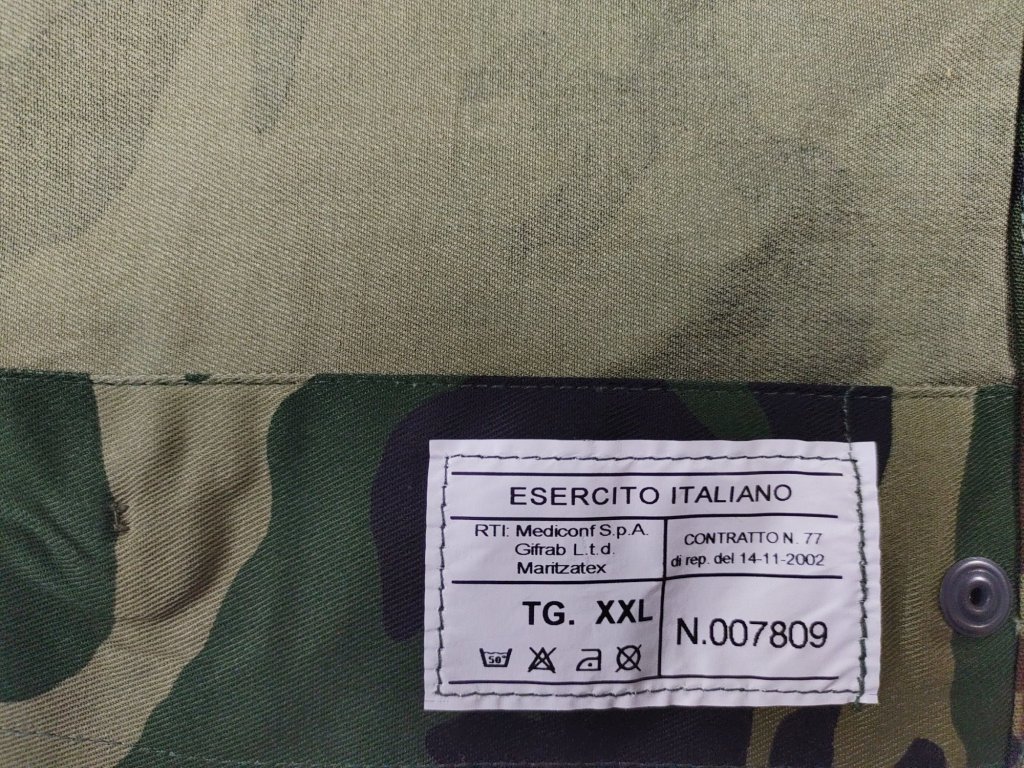 ESERCITO ITALIANO
RTI: Mediconf S.p.A.
Gifrab L.t.d.
Maritzatex
CONTRATTO N. 77
di rep. del 14-11-2002
TG. XXL
N.007809
50°